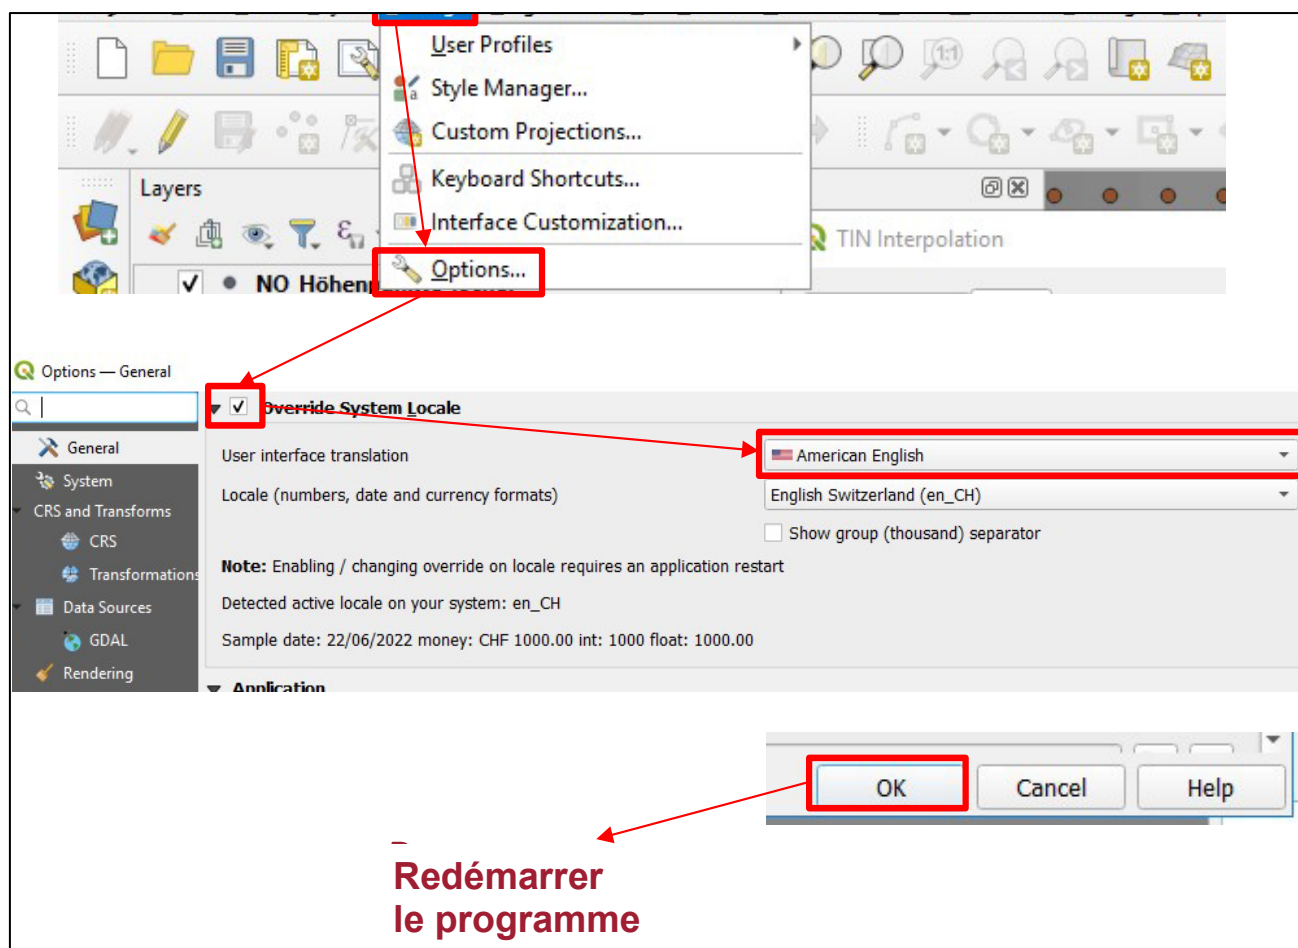 User Profiles
Style Manager...
Custom Projections...
1:1
Layers
Keyboard Shortcuts...
Interface Customization...
TIN Interpolation
Options...
NO
Options — General
Override System Locale
General
User interface translation
American English
System
Locale (numbers, date and currency formats)
English Switzerland (en_CH)
CRS and Transforms
Show group (thousand) separator
CRS
Note: Enabling / changing override on locale requires an application restart
Transformations
Data Sources
Detected active locale on your system: en_CH
GDAL
Sample date: 22/06/2022 money: CHF 1000.00 int: 1000 float: 1000.00
Rendering
Application
OK
Cancel
Help
Redémarrer
le programme